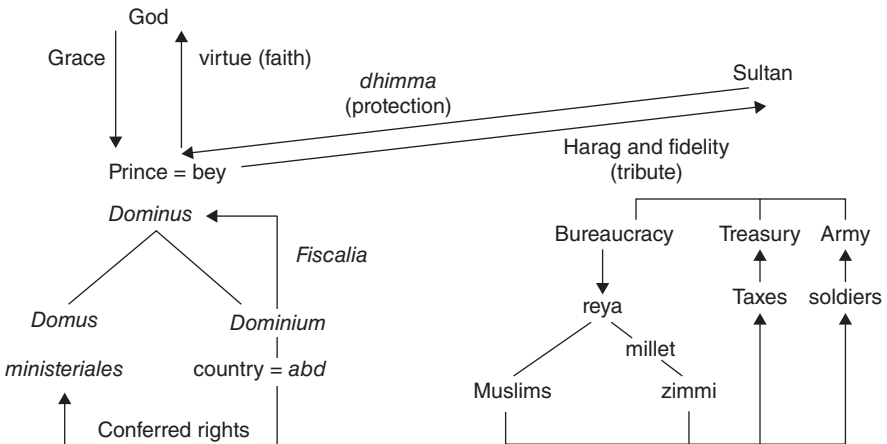 God
Grace
virtue (faith)
dhimma
(protection)
Sultan
Prince = bey
Harag and fidelity
(tribute)
Dominus
Fiscalia
Bureaucracy
Treasury
Army
Domus
Dominium
reya
Taxes
soldiers
ministeriales
country = abd
millet
Muslims
zimmi
Conferred rights